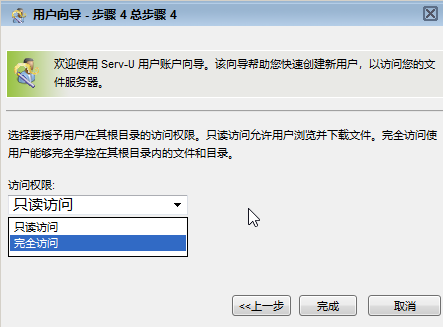 用户向导 - 步骤 4 总步骤 4
欢迎使用 Serv-U 用户账户向导。该向导帮助您快速创建新用户，以访问您的文
件服务器。
选择要授予用户在其根目录的访问权限。只读访问允许用户浏览并下载文件。完全访问使
用户能够完全掌控在其根目录内的文件和目录。
访问权限:
只读访问
只读访问
完全访问
<<上一步
完成
取消